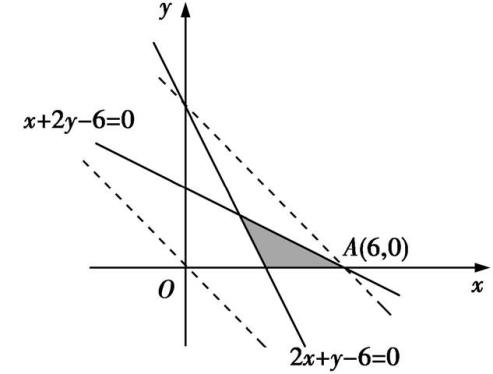 y
x+2y−6=0
A(6,0)
O
x
2x+y−6=0